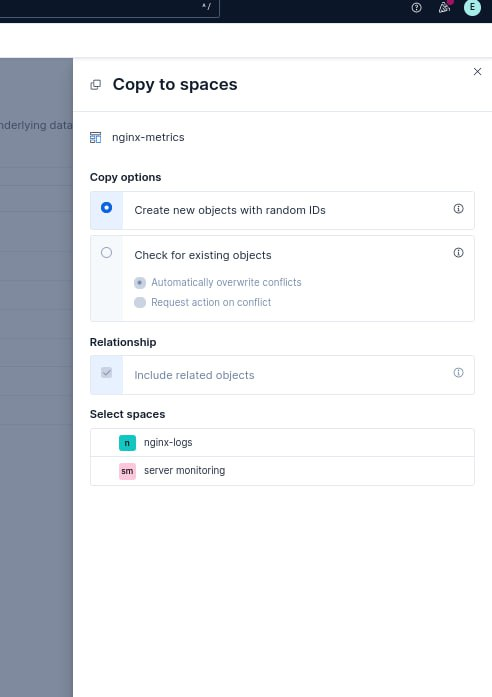 ^/
E
Copy to spaces
nderlying data
nginx-metrics
Copy options
Create new objects with random IDs
Check for existing objects
Automatically overwrite conflicts
Request action on conflict
Relationship
Include related objects
Select spaces
n nginx-logs
sm server monitoring